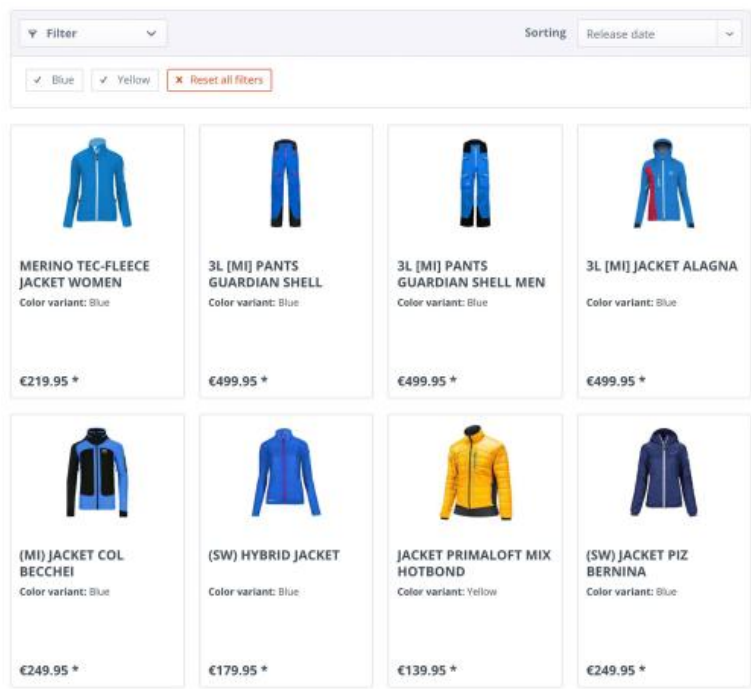 Filter
Sorting
Release date
Blue
Yellow
Reset all filters
MERINO TEC-FLEECE
JACKET WOMEN
Color variant: Blue
€219.95 *
3L [MI] PANTS
GUARDIAN SHELL
Color variant: Blue
€499.95 *
3L [MI] PANTS
GUARDIAN SHELL MEN
Color variant: Blue
€499.95 *
3L [MI] JACKET ALAGNA
Color variant: Blue
€499.95 *
(MI) JACKET COL
BECCHEI
Color variant: Blue
€249.95 *
(SW) HYBRID JACKET
Color variant: Blue
€179.95 *
JACKET PRIMALOFT MIX
HOTBOND
Color variant: Yellow
€139.95 *
(SW) JACKET PIZ
BERNINA
Color variant: Blue
€249.95 *